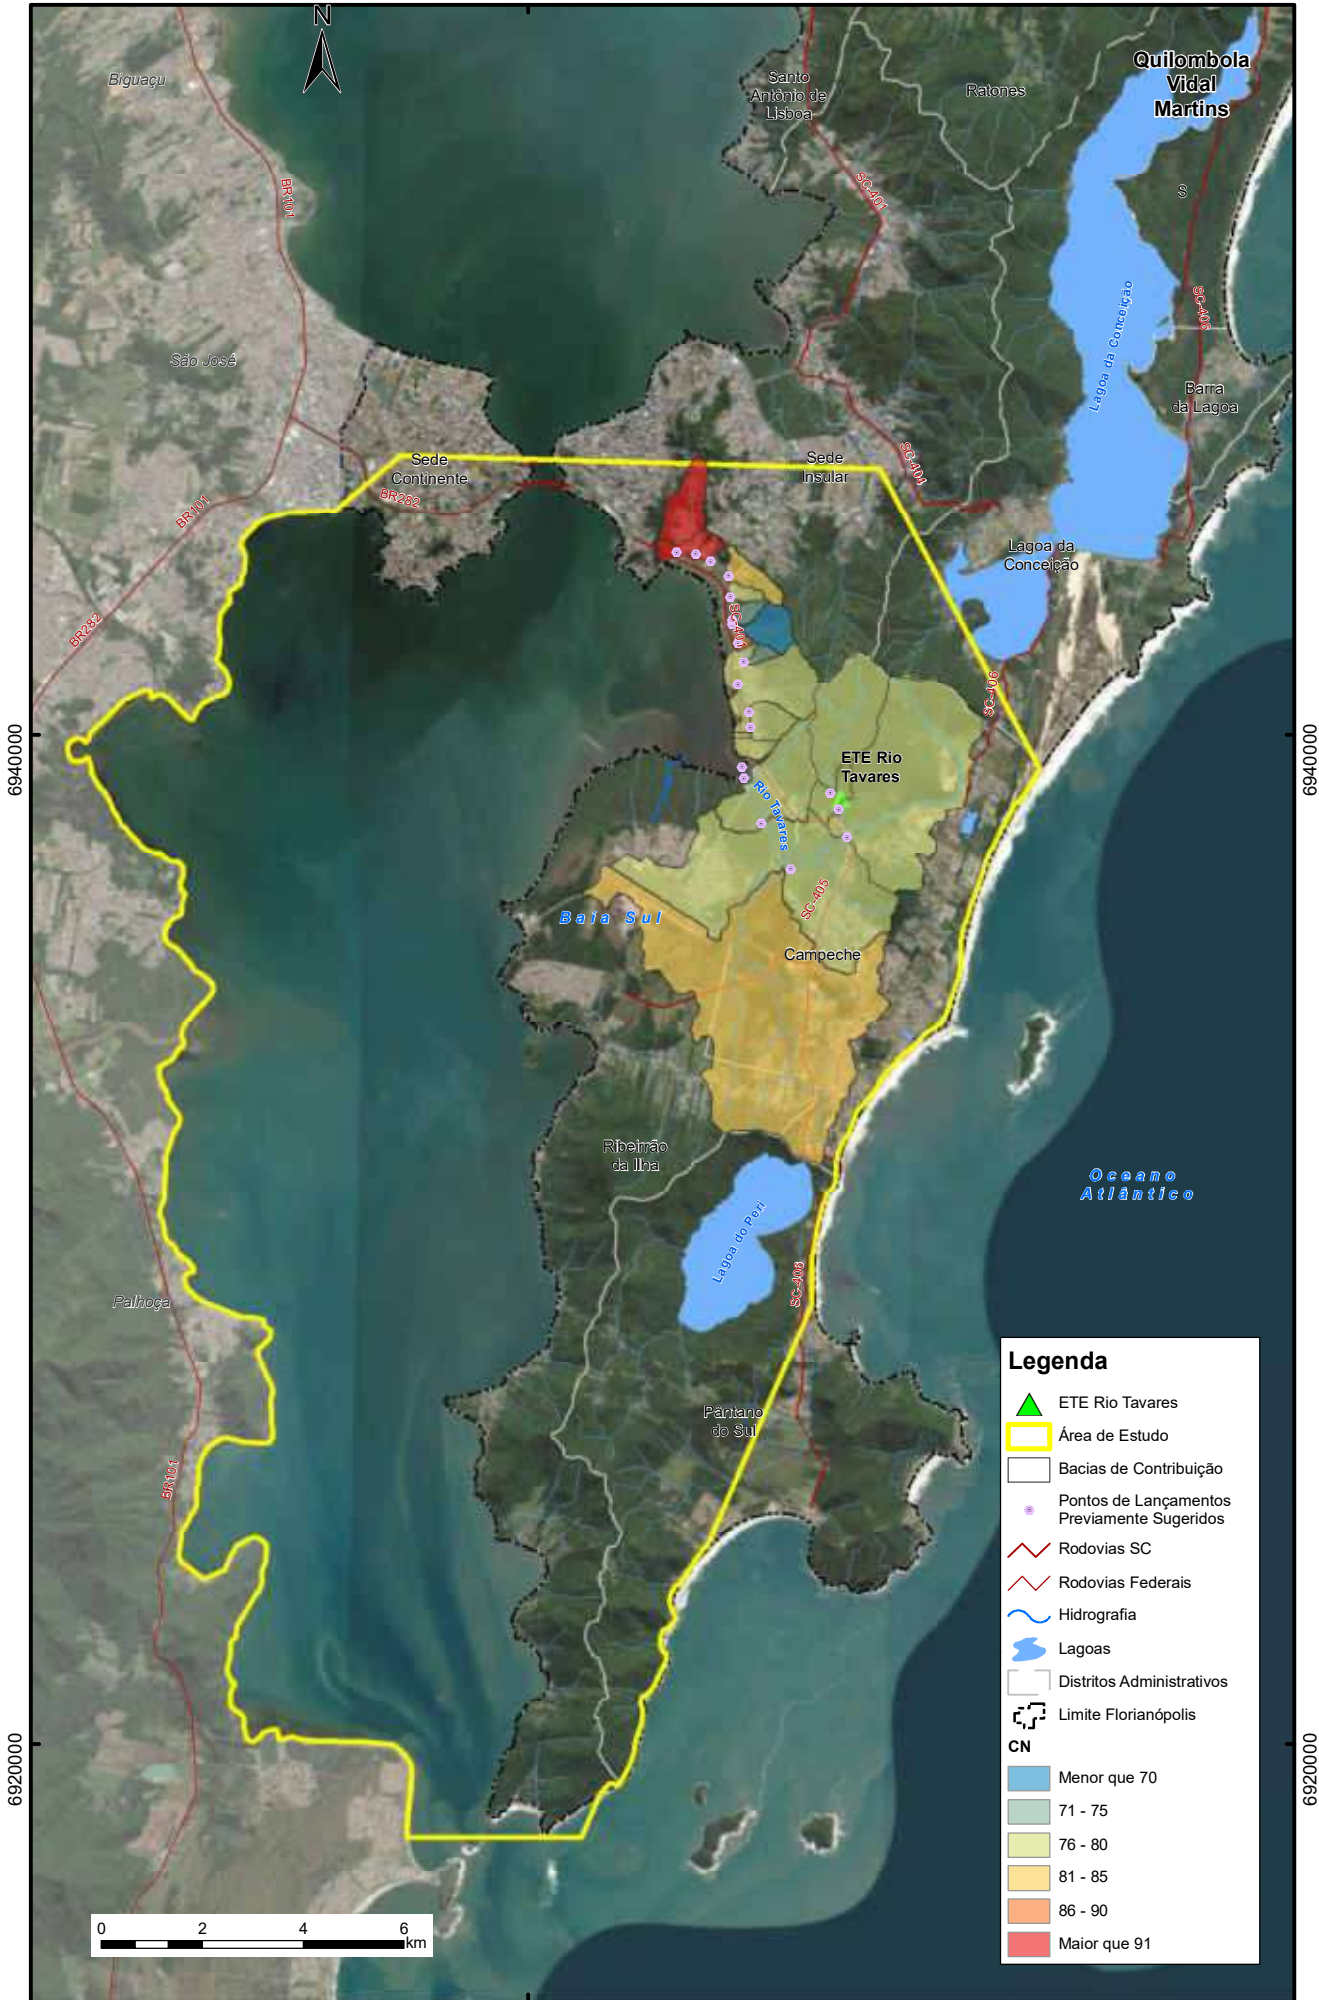 N
Biguaçu
Santo
Antônio de
Lisboa
Ratones
Quilombola
Vidal
Martins
S
BR101
SC-401
SC-406
Lagoa da Conceição
São José
Barra
da Lagoa
Sede
Continente
BR282
Sede
Insular
SC-404
BR101
Lagoa da
Conceição
BR282
SC-401
SC-406
6940000
6940000
ETE Rio
Tavares
Rio Tavares
SC-405
Baia Sul
Campeche
Ribeirrão
da Ilha
Oceano
Atlântico
Lagoa do Peri
SC-406
Palhoça
Pântano
do Sul
BR101
Legenda
ETE Rio Tavares
Área de Estudo
Bacias de Contribuição
Pontos de Lançamentos
Previamente Sugeridos
Rodovias SC
Rodovias Federais
Hidrografia
Lagoas
Distritos Administrativos
Limite Florianópolis
CN
Menor que 70
71 - 75
76 - 80
81 - 85
86 - 90
Maior que 91
6920000
6920000
0 2 4 6
km